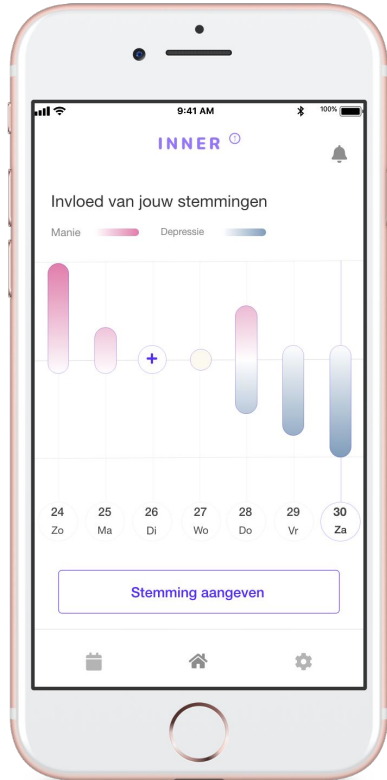 9:41 AM
100%
INNER
Invloed van jouw stemmingen
Manie
Depressie
+
24 25 26 27 28 29 30
Zo Ma Di Wo Do Vr Za
Stemming aangeven